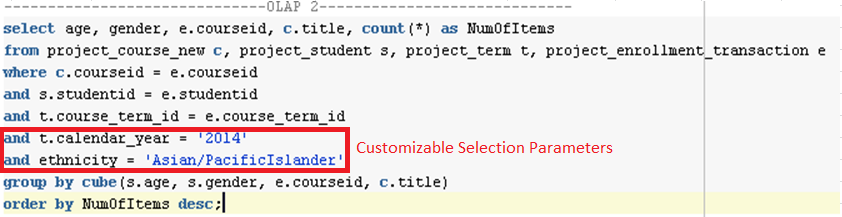 ------------------------------OLAP 2------------------------------
select age, gender, e.courseid, c.title, count(*) as NumOfItems
from project_course_new c, project_student s, project_term t, project_enrollment_transaction e
where c.courseid = e.courseid
and s.studentid = e.studentid
and t.course_term_id = e.course_term_id
and t.calendar_year = '2014'
and ethnicity = 'Asian/PacificIslander'
Customizable Selection Parameters
group by cube(s.age, s.gender, e.courseid, c.title)
order by NumOfItems desc;